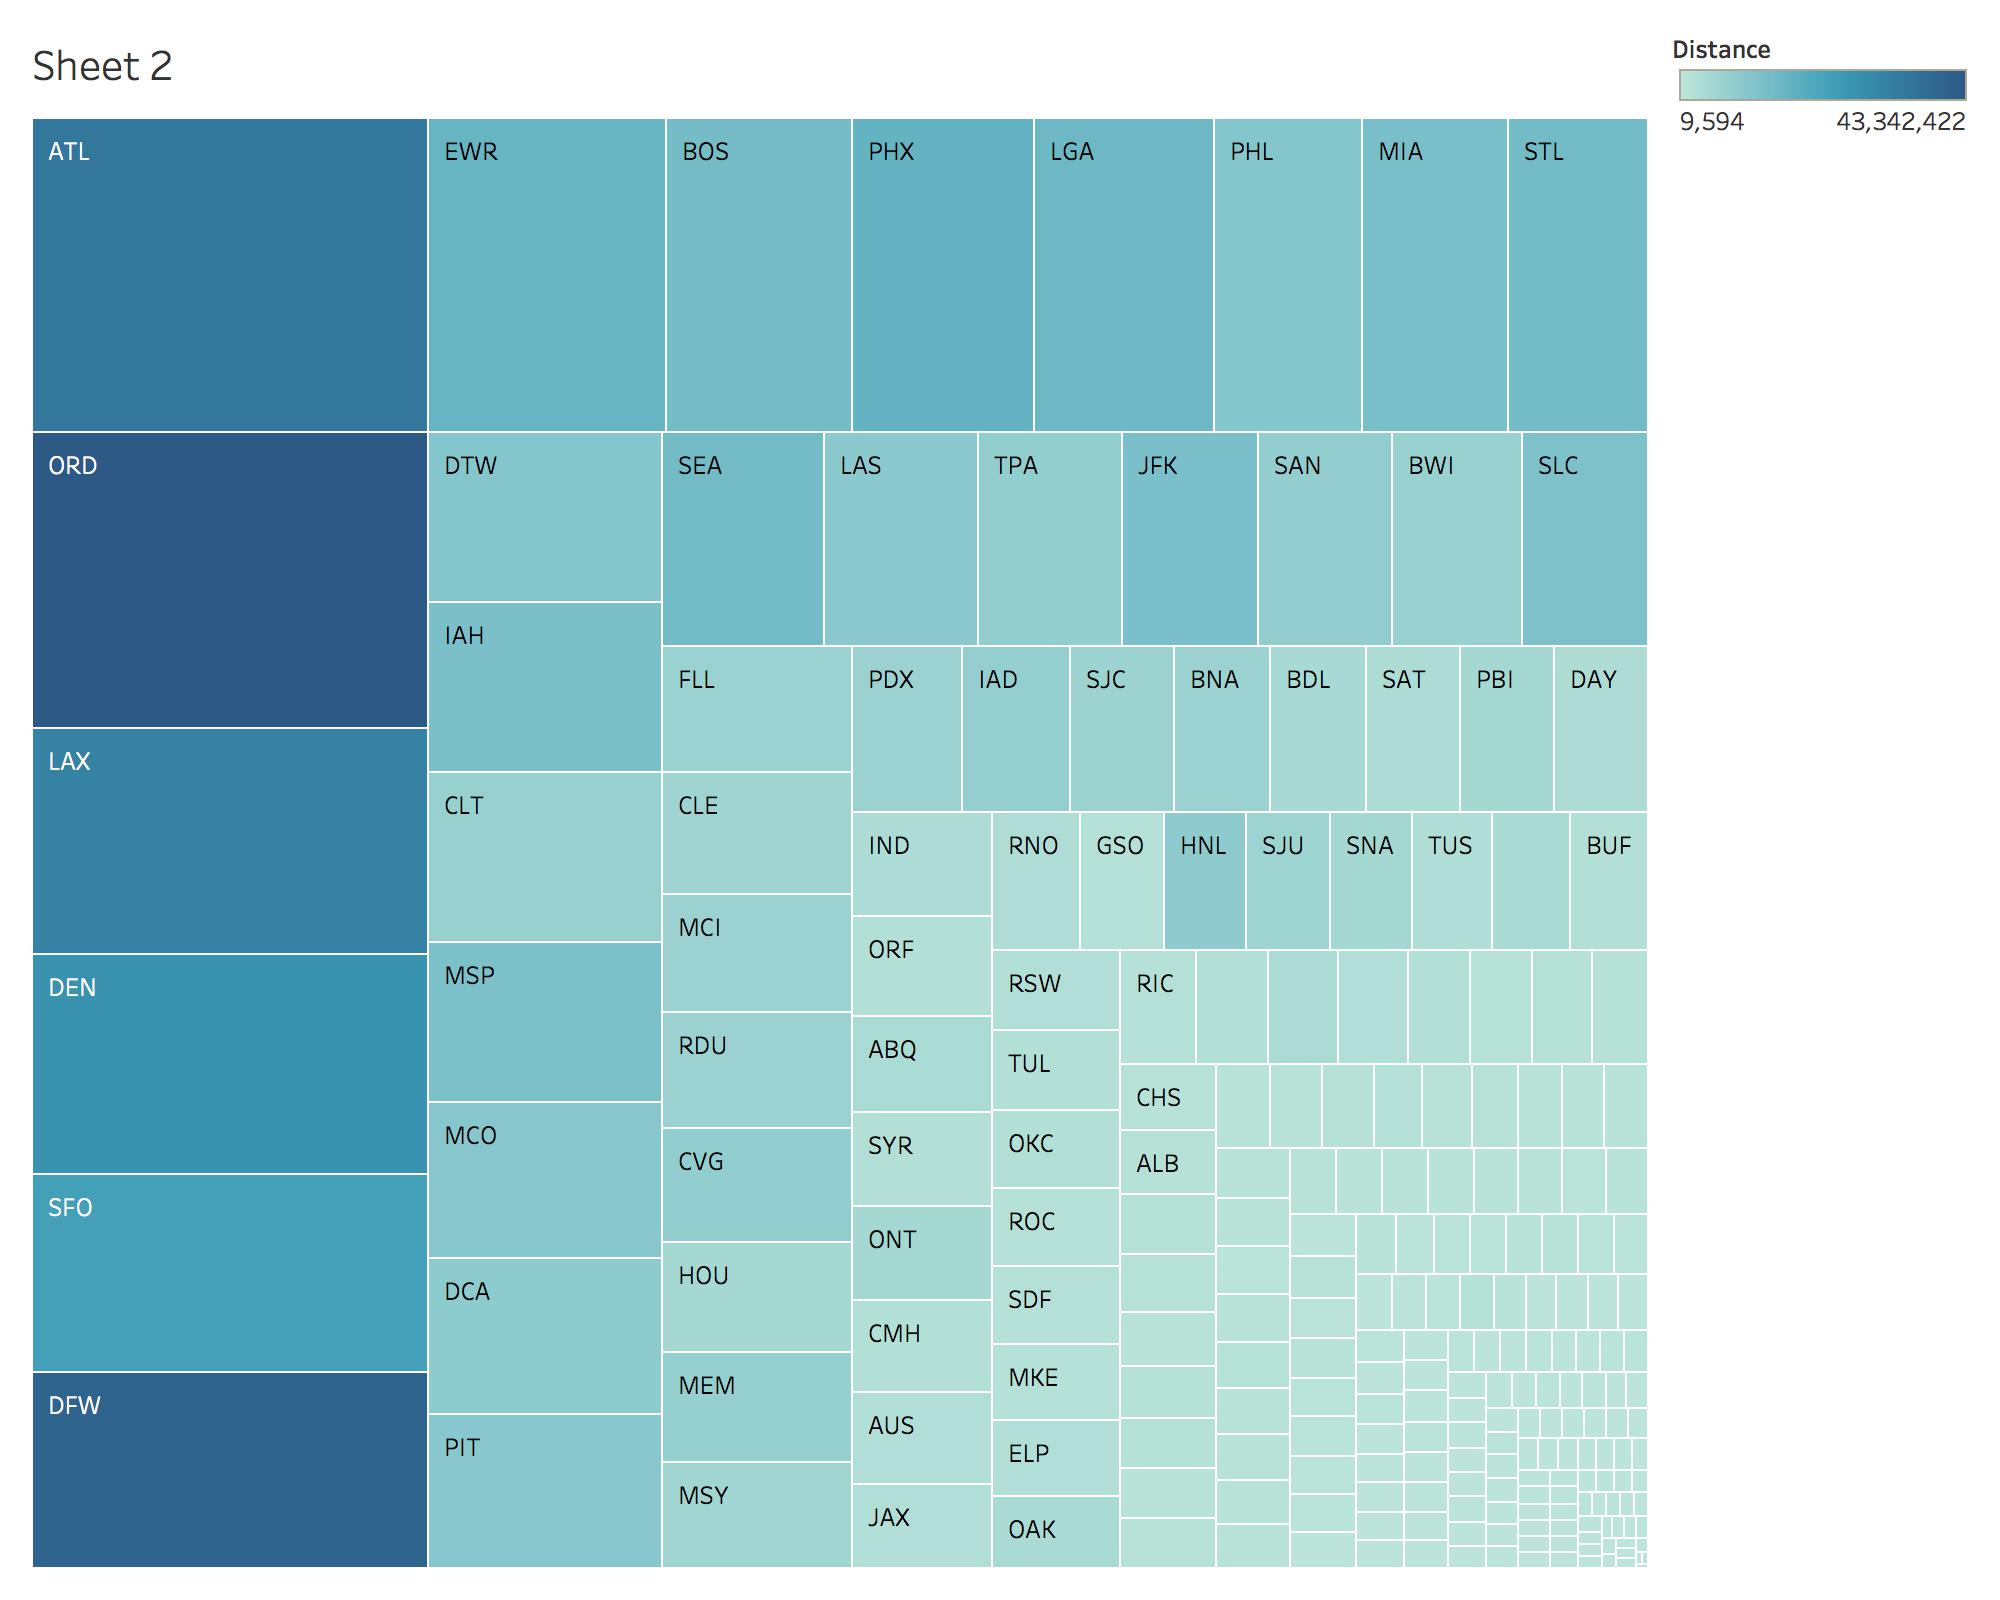 Sheet 2
Distance
9,594 43,342,422
ATL EWR BOS PHX LGA PHL MIA STL
ORD DTW SEA LAS TPA JFK SAN BWI SLC
IAH
FLL PDX IAD SJC BNA BDL SAT PBI DAY
LAX
CLT CLE
IND RNO GSO HNL SJU SNA TUS BUF
MCI
ORF
DEN MSP RSW RIC
RDU ABQ
TUL
CHS
MCO SYR OKC
CVG ALB
SFO ROC
ONT
DCA HOU SDF
CMH
MEM MKE
DFW AUS
PIT ELP
MSY
JAX OAK